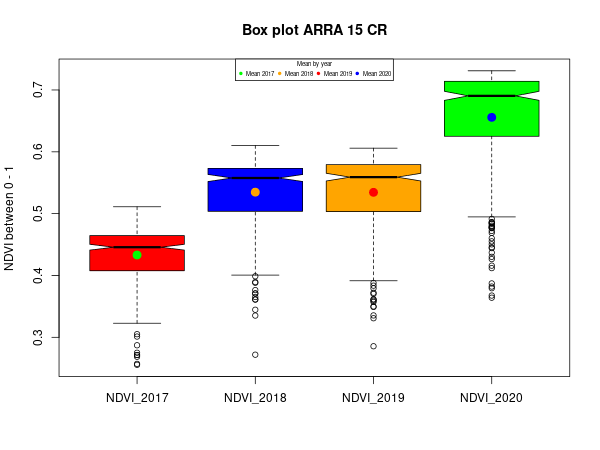 Box plot ARRA 15 CR
Mean by year
Mean 2017 Mean 2018 Mean 2019 Mean 2020
NDVI between 0 - 1
0.7
0.6
0.5
0.4
0.3
NDVI_2017 NDVI_2018 NDVI_2019 NDVI_2020